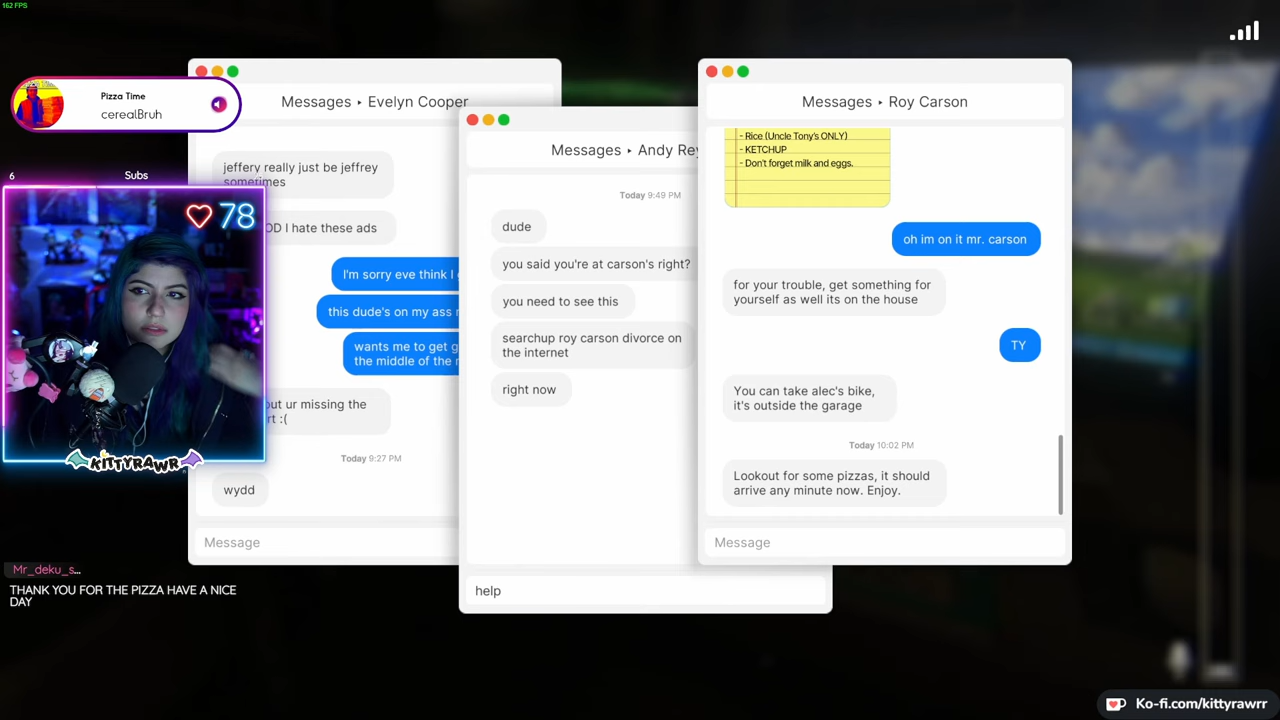 162 FPS
Pizza Time
cerealBruh
6
Subs
78
KITTYRAWR
Mr_deku_s...
THANK YOU FOR THE PIZZA HAVE A NICE
DAY
Messages ‣ Evelyn Cooper
jeffery really just be jeffrey
somerimes
OD I hate these ads
I'm sorry eve think I
this dude's on my ass
wants me to get
the middle of the
out ur missing the
rt :(
Today 9:27 PM
wydd
Message
Messages ‣ Andy Rey
Today 9:49 PM
dude
you said you're at carson's right?
you need to see this
searchup roy carson divorce on
the internet
right now
help
Messages ‣ Roy Carson
- Rice (Uncle Tony's ONLY)
- KETCHUP
- Don't forget milk and eggs.
oh im on it mr. carson
for your trouble, get something for
yourself as well its on the house
TY
You can take alec's bike,
it's outside the garage
Today 10:02 PM
Lookout for some pizzas, it should
arrive any minute now. Enjoy.
Message
Ko-fi.com/kittyrawrr